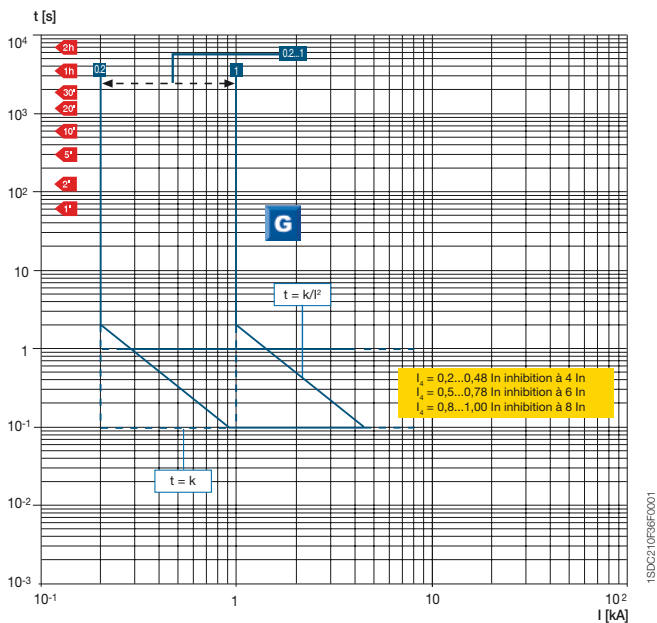 t [s]
10⁴
2h
1h
30'
20'
10'
5'
2'
1'
10³
10²
10
1
10⁻¹
10⁻²
10⁻³
0.2
0.2...1
1
G
t = k/I²
I₄ = 0,2...0,48 In inhibition à 4 In
I₄ = 0,5...0,78 In inhibition à 6 In
I₄ = 0,8...1,00 In inhibition à 8 In
t = k
10⁻¹
1
10
10²
I [kA]
1SDC210F36F0001